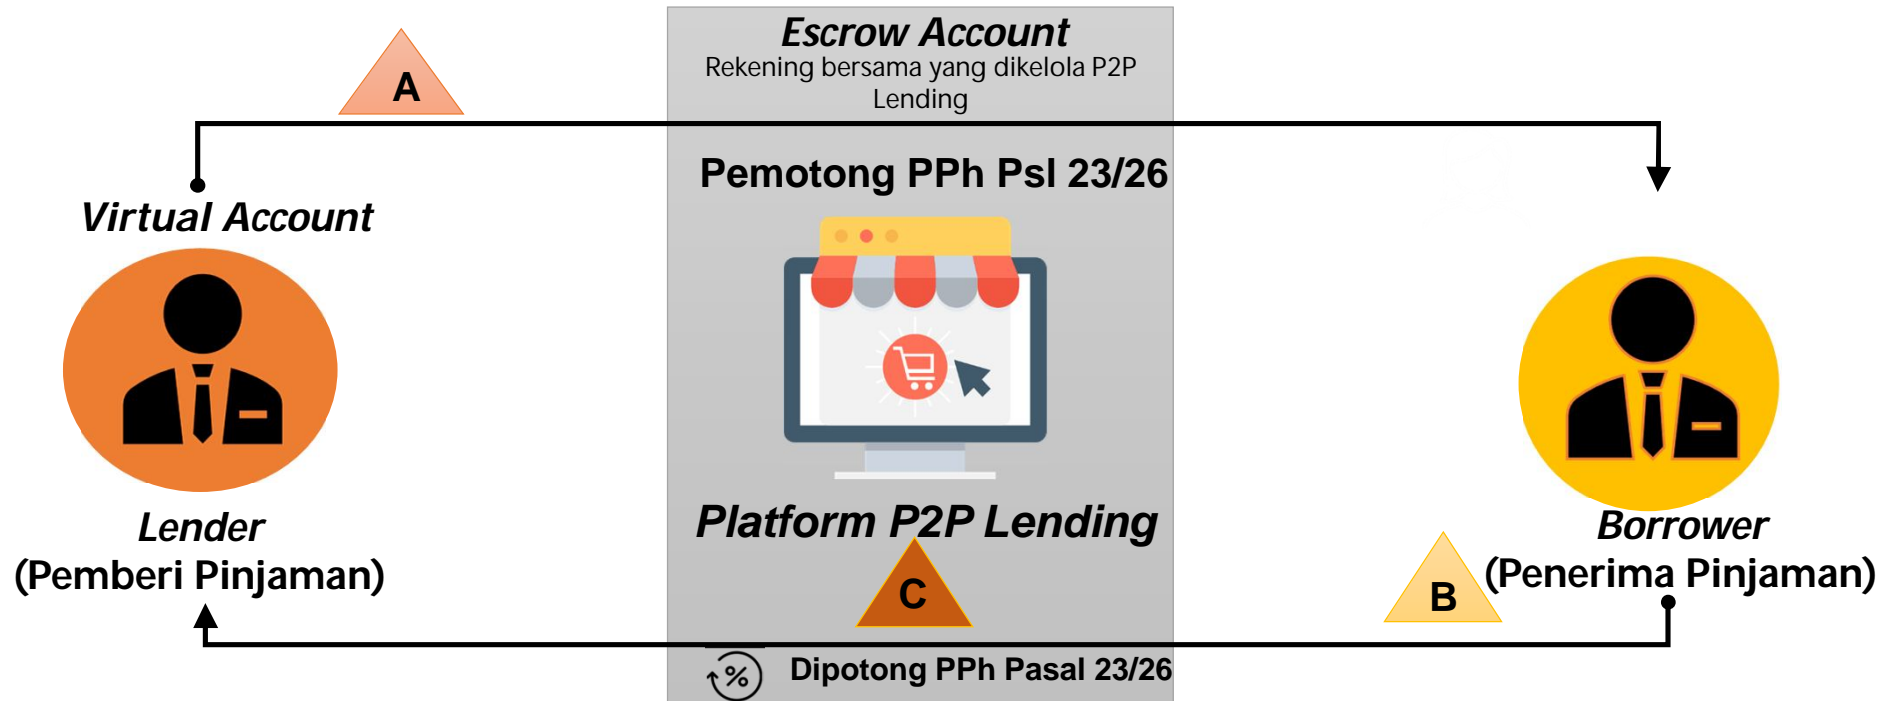 Escrow Account
Rekening bersama yang dikelola P2P
Lending
A
Pemotong PPh Psl 23/26
Virtual Account
Platform P2P Lending
Lender
(Pemberi Pinjaman)
Borrower
(Penerima Pinjaman)
C
B
% Dipotong PPh Pasal 23/26